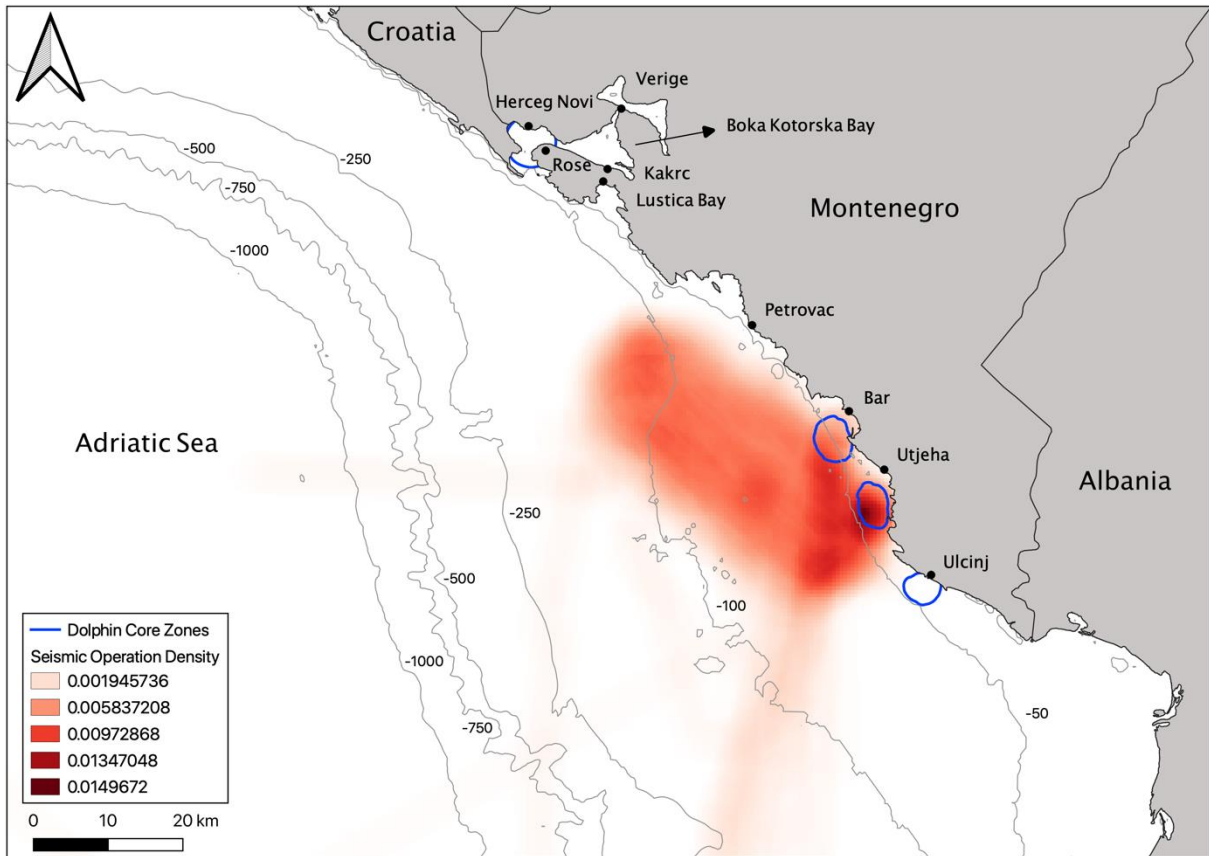 Croatia
Verige
Herceg Novi
Boka Kotorska Bay
-500
-250
Rose
Kakrc
-750
Lustica Bay
Montenegro
-1000
Petrovac
Bar
Adriatic Sea
Utjeha
Albania
-250
Ulcinj
-500
-100
Dolphin Core Zones
Seismic Operation Density
0.001945736
0.005837208
0.00972868
0.01347048
0.0149672
-1000
-750
-50
0 10 20 km